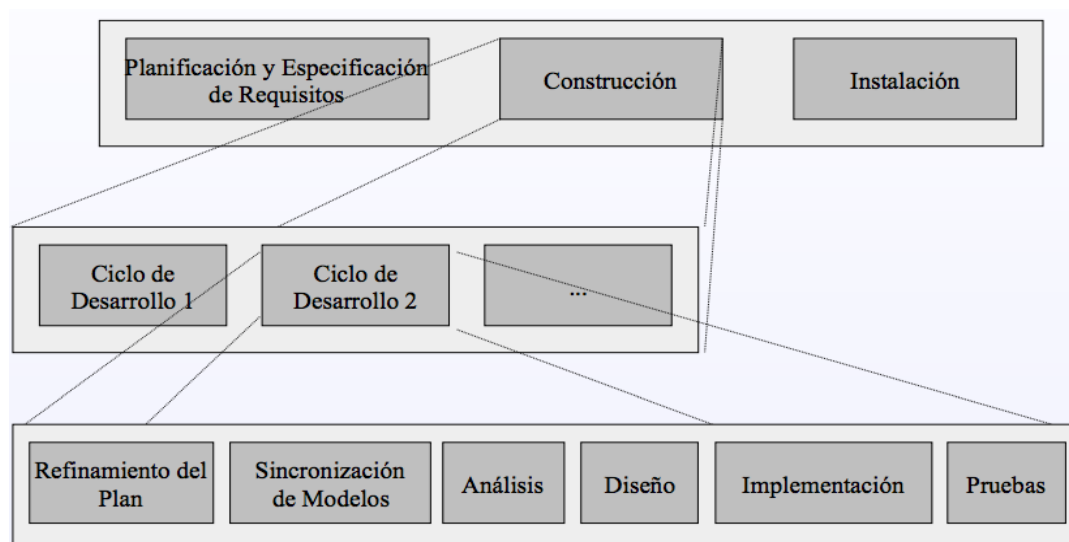 Planificación y Especificación
de Requisitos
Construcción
Instalación
Ciclo de
Desarrollo 1
Ciclo de
Desarrollo 2
...
Refinamiento del
Plan
Sincronización
de Modelos
Análisis
Diseño
Implementación
Pruebas